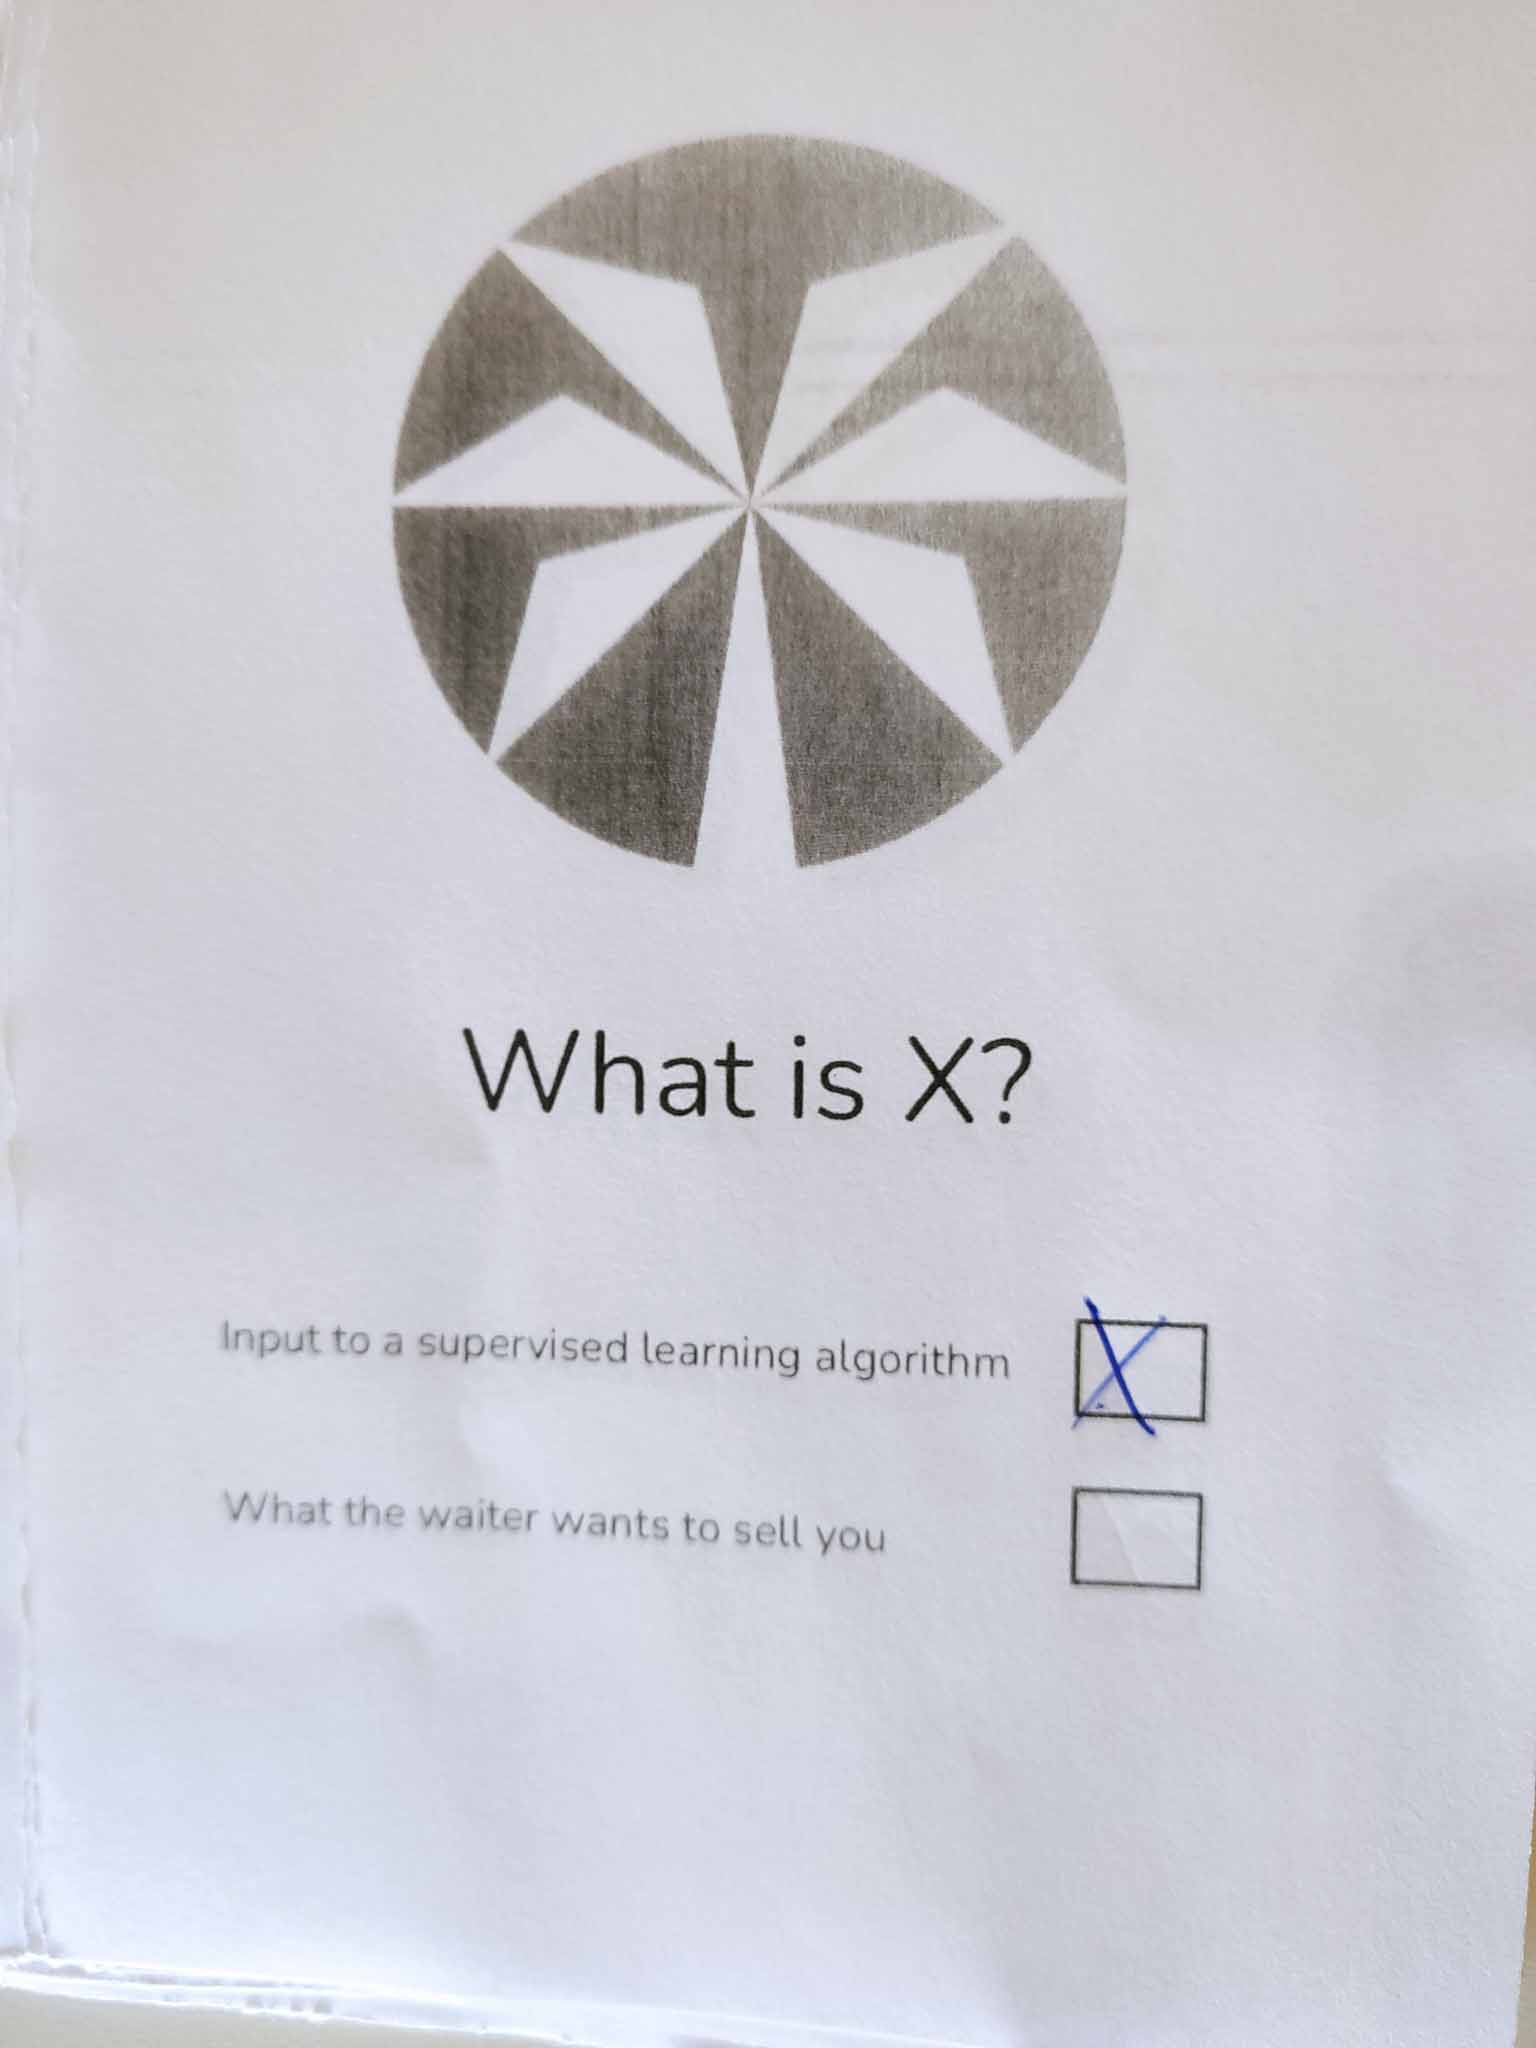 What is X?
Input to a supervised learning algorithm X
What the waiter wants to sell you